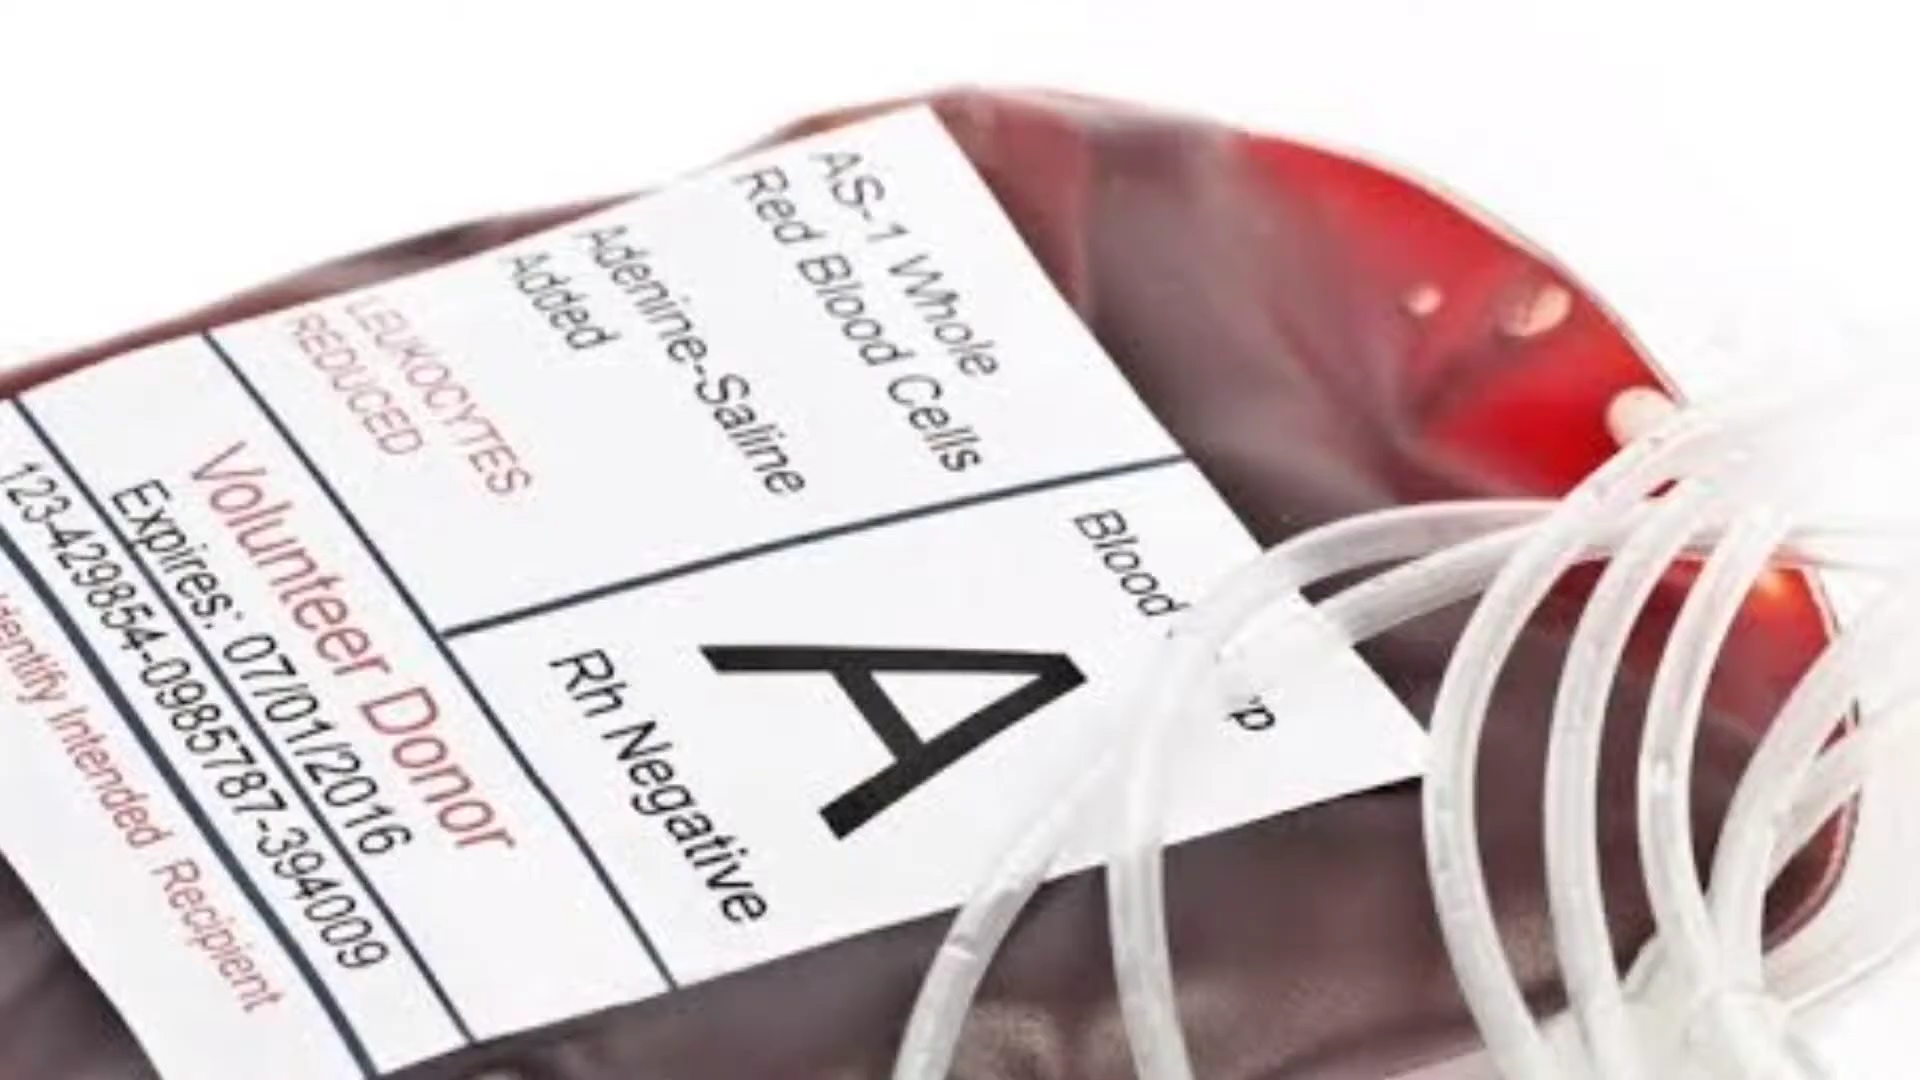 AS-1 Whole
Red Blood Cells
Adenine-Saline
Added
LEUKOCYTES
REDUCED
Blood
A
Rh Negative
Volunteer Donor
Expires: 07/01/2016
123-429854-0985787-394009
Intended Recipient